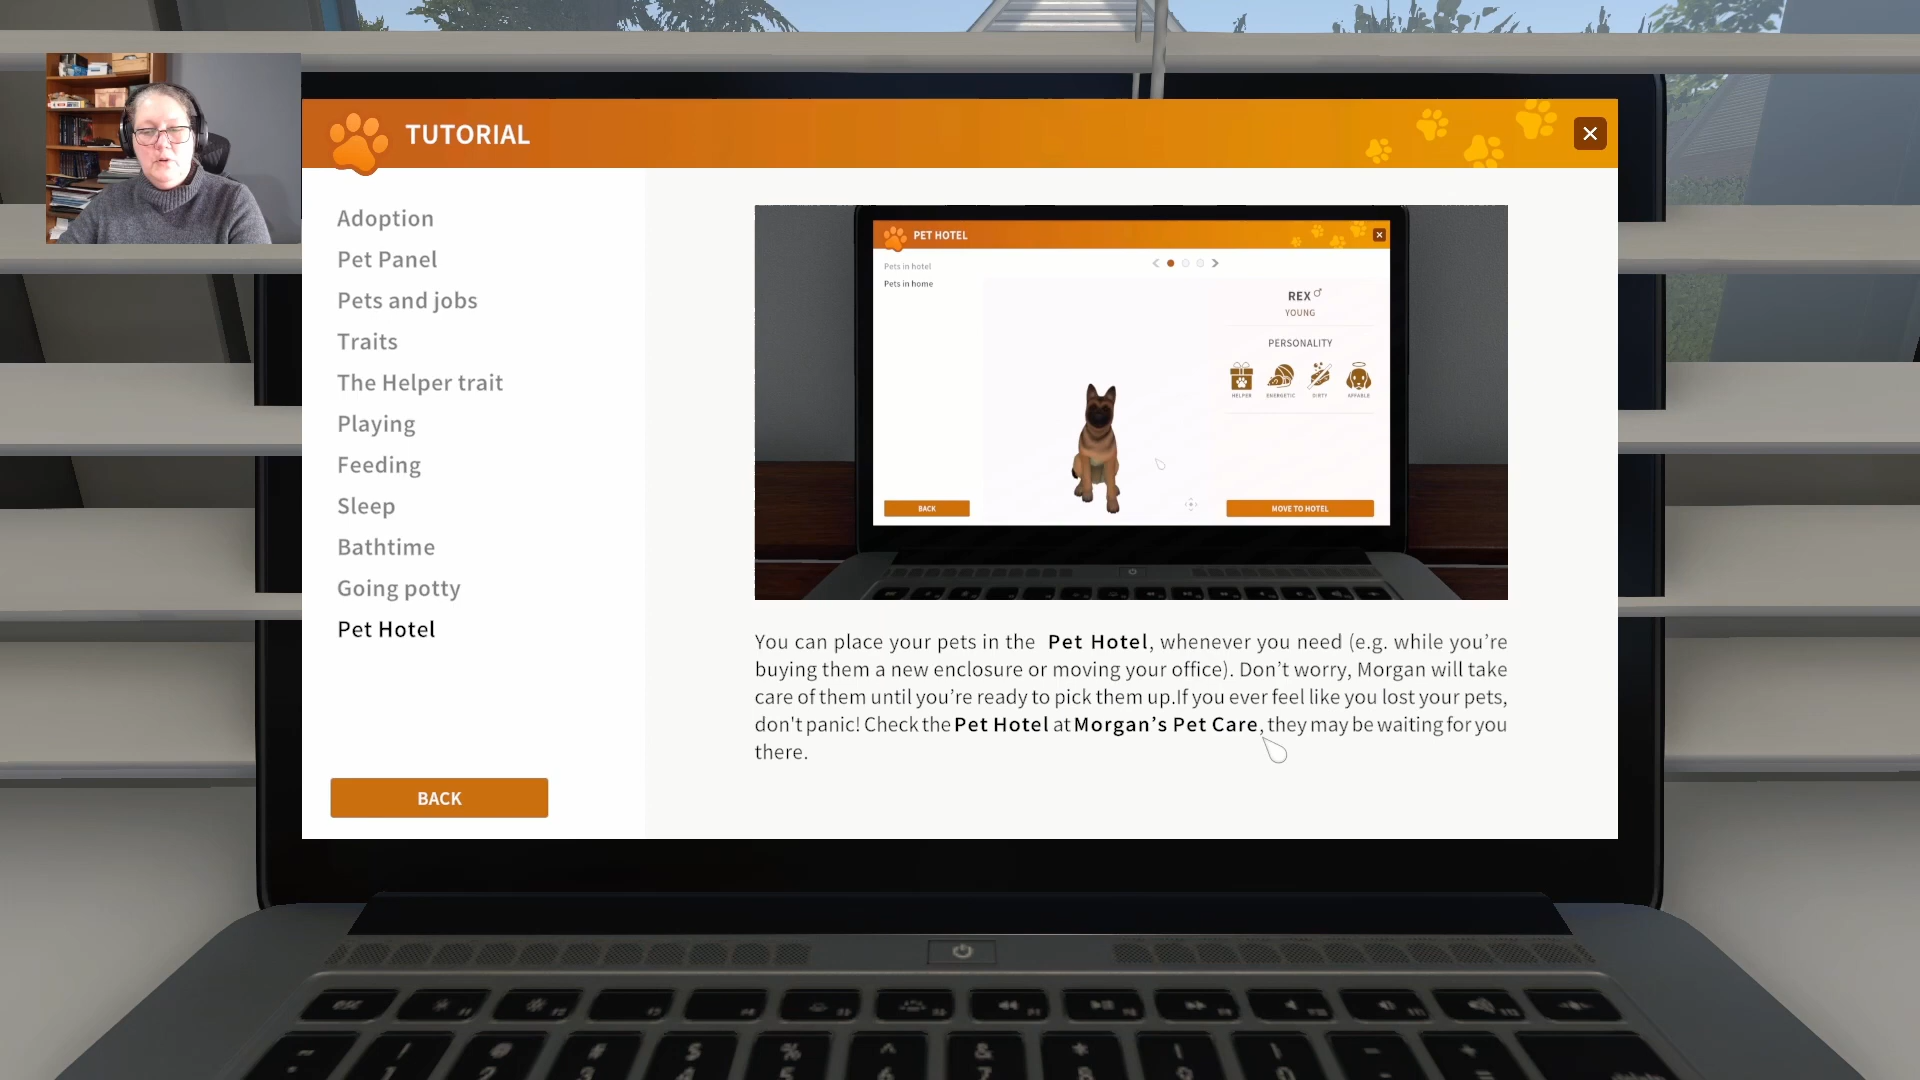 TUTORIAL
Adoption
Pet Panel
Pets and jobs
Traits
The Helper trait
Playing
Feeding
Sleep
Bathtime
Going potty
Pet Hotel
BACK
PET HOTEL
Pets in hotel
Pets in home
REX
YOUNG
PERSONALITY
HELPER
ENERGETIC
DIRTY
AFFABLE
BACK
MOVE TO HOTEL
You can place your pets in the Pet Hotel, whenever you need (e.g. while you’re
buying them a new enclosure or moving your office). Don’t worry, Morgan will take
care of them until you’re ready to pick them up.If you ever feel like you lost your pets,
don't panic! Check the Pet Hotel at Morgan’s Pet Care, they may be waiting for you
there.
esc